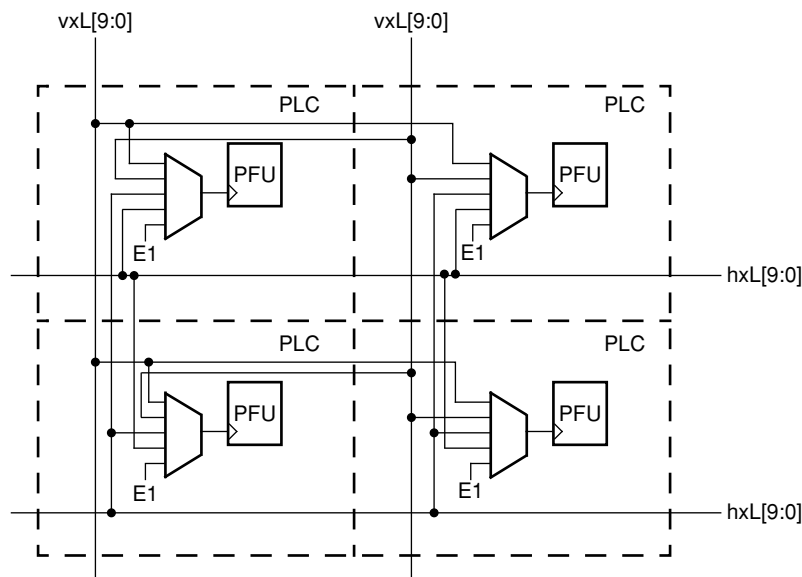 vxL[9:0] vxL[9:0]
PLC PLC
PFU PFU
E1 E1
hxL[9:0]
PLC PLC
PFU PFU
E1 E1
hxL[9:0]